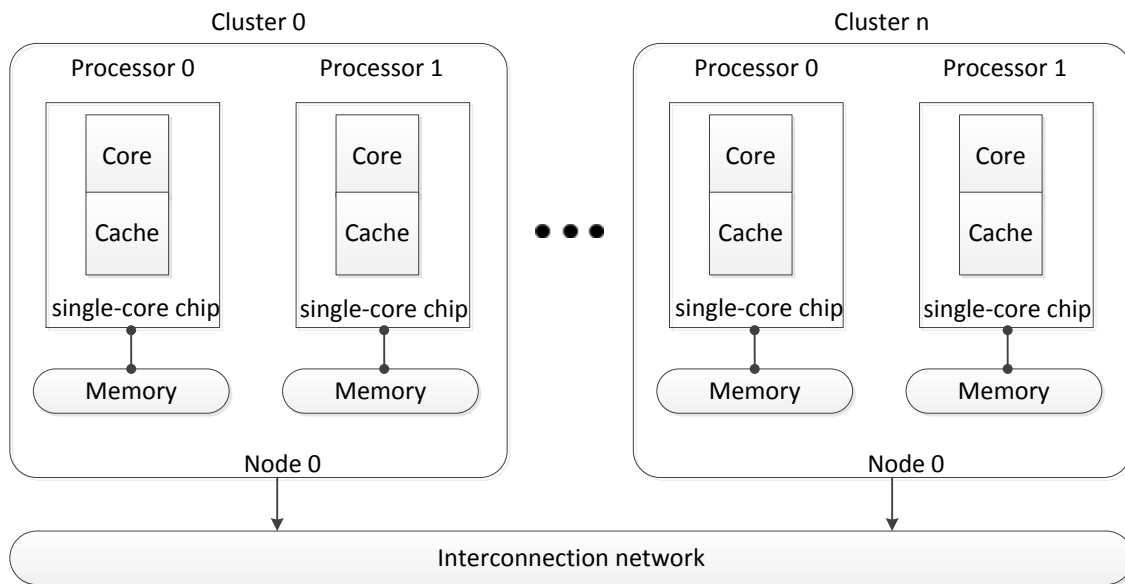 Cluster 0
Cluster n
Processor 0
Processor 1
Processor 0
Processor 1
Core
Core
Core
Core
Cache
Cache
Cache
Cache
single-core chip
single-core chip
single-core chip
single-core chip
Memory
Memory
Memory
Memory
Node 0
Node 0
Interconnection network